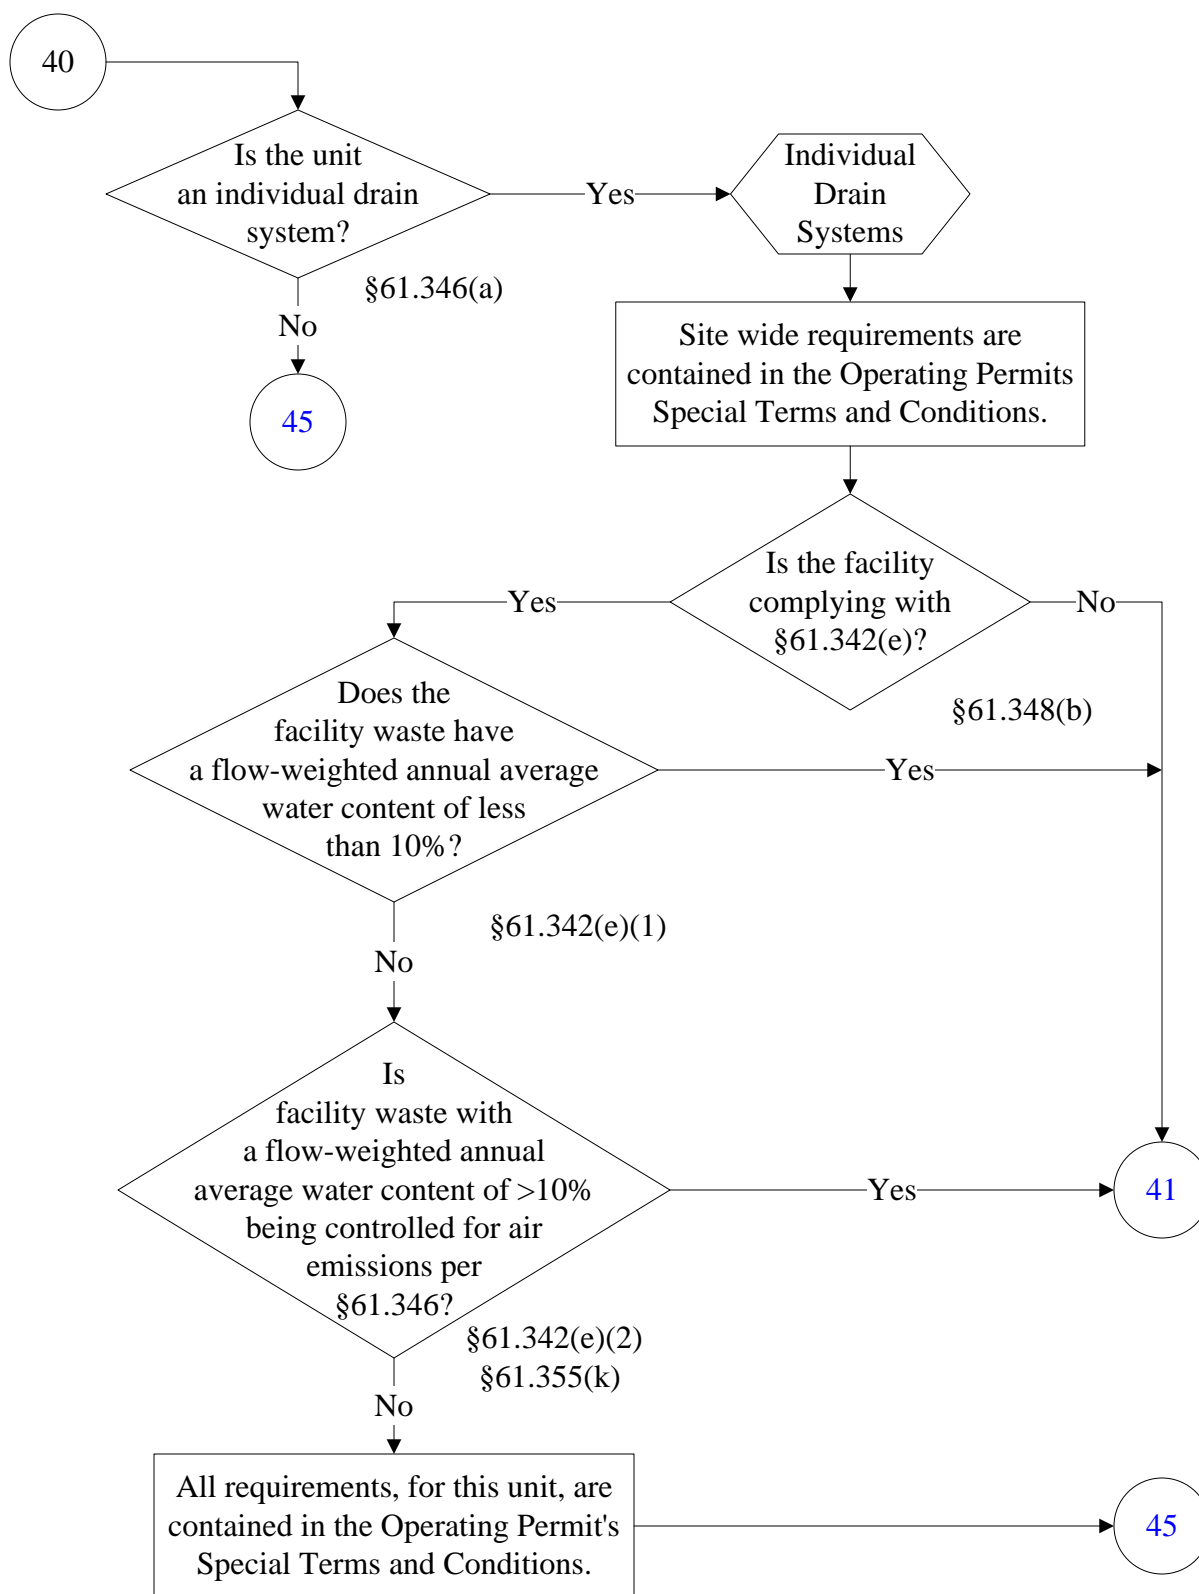 40
Is the unit
an individual drain
system?
Yes
Individual
Drain
Systems
§61.346(a)
No
45
Site wide requirements are
contained in the Operating Permits
Special Terms and Conditions.
Is the facility
complying with
§61.342(e)?
Yes
No
§61.348(b)
Does the
facility waste have
a flow-weighted annual average
water content of less
than 10%?
Yes
§61.342(e)(1)
No
Is
facility waste with
a flow-weighted annual
average water content of >10%
being controlled for air
emissions per
§61.346?
Yes
41
§61.342(e)(2)
§61.355(k)
No
All requirements, for this unit, are
contained in the Operating Permit's
Special Terms and Conditions.
45